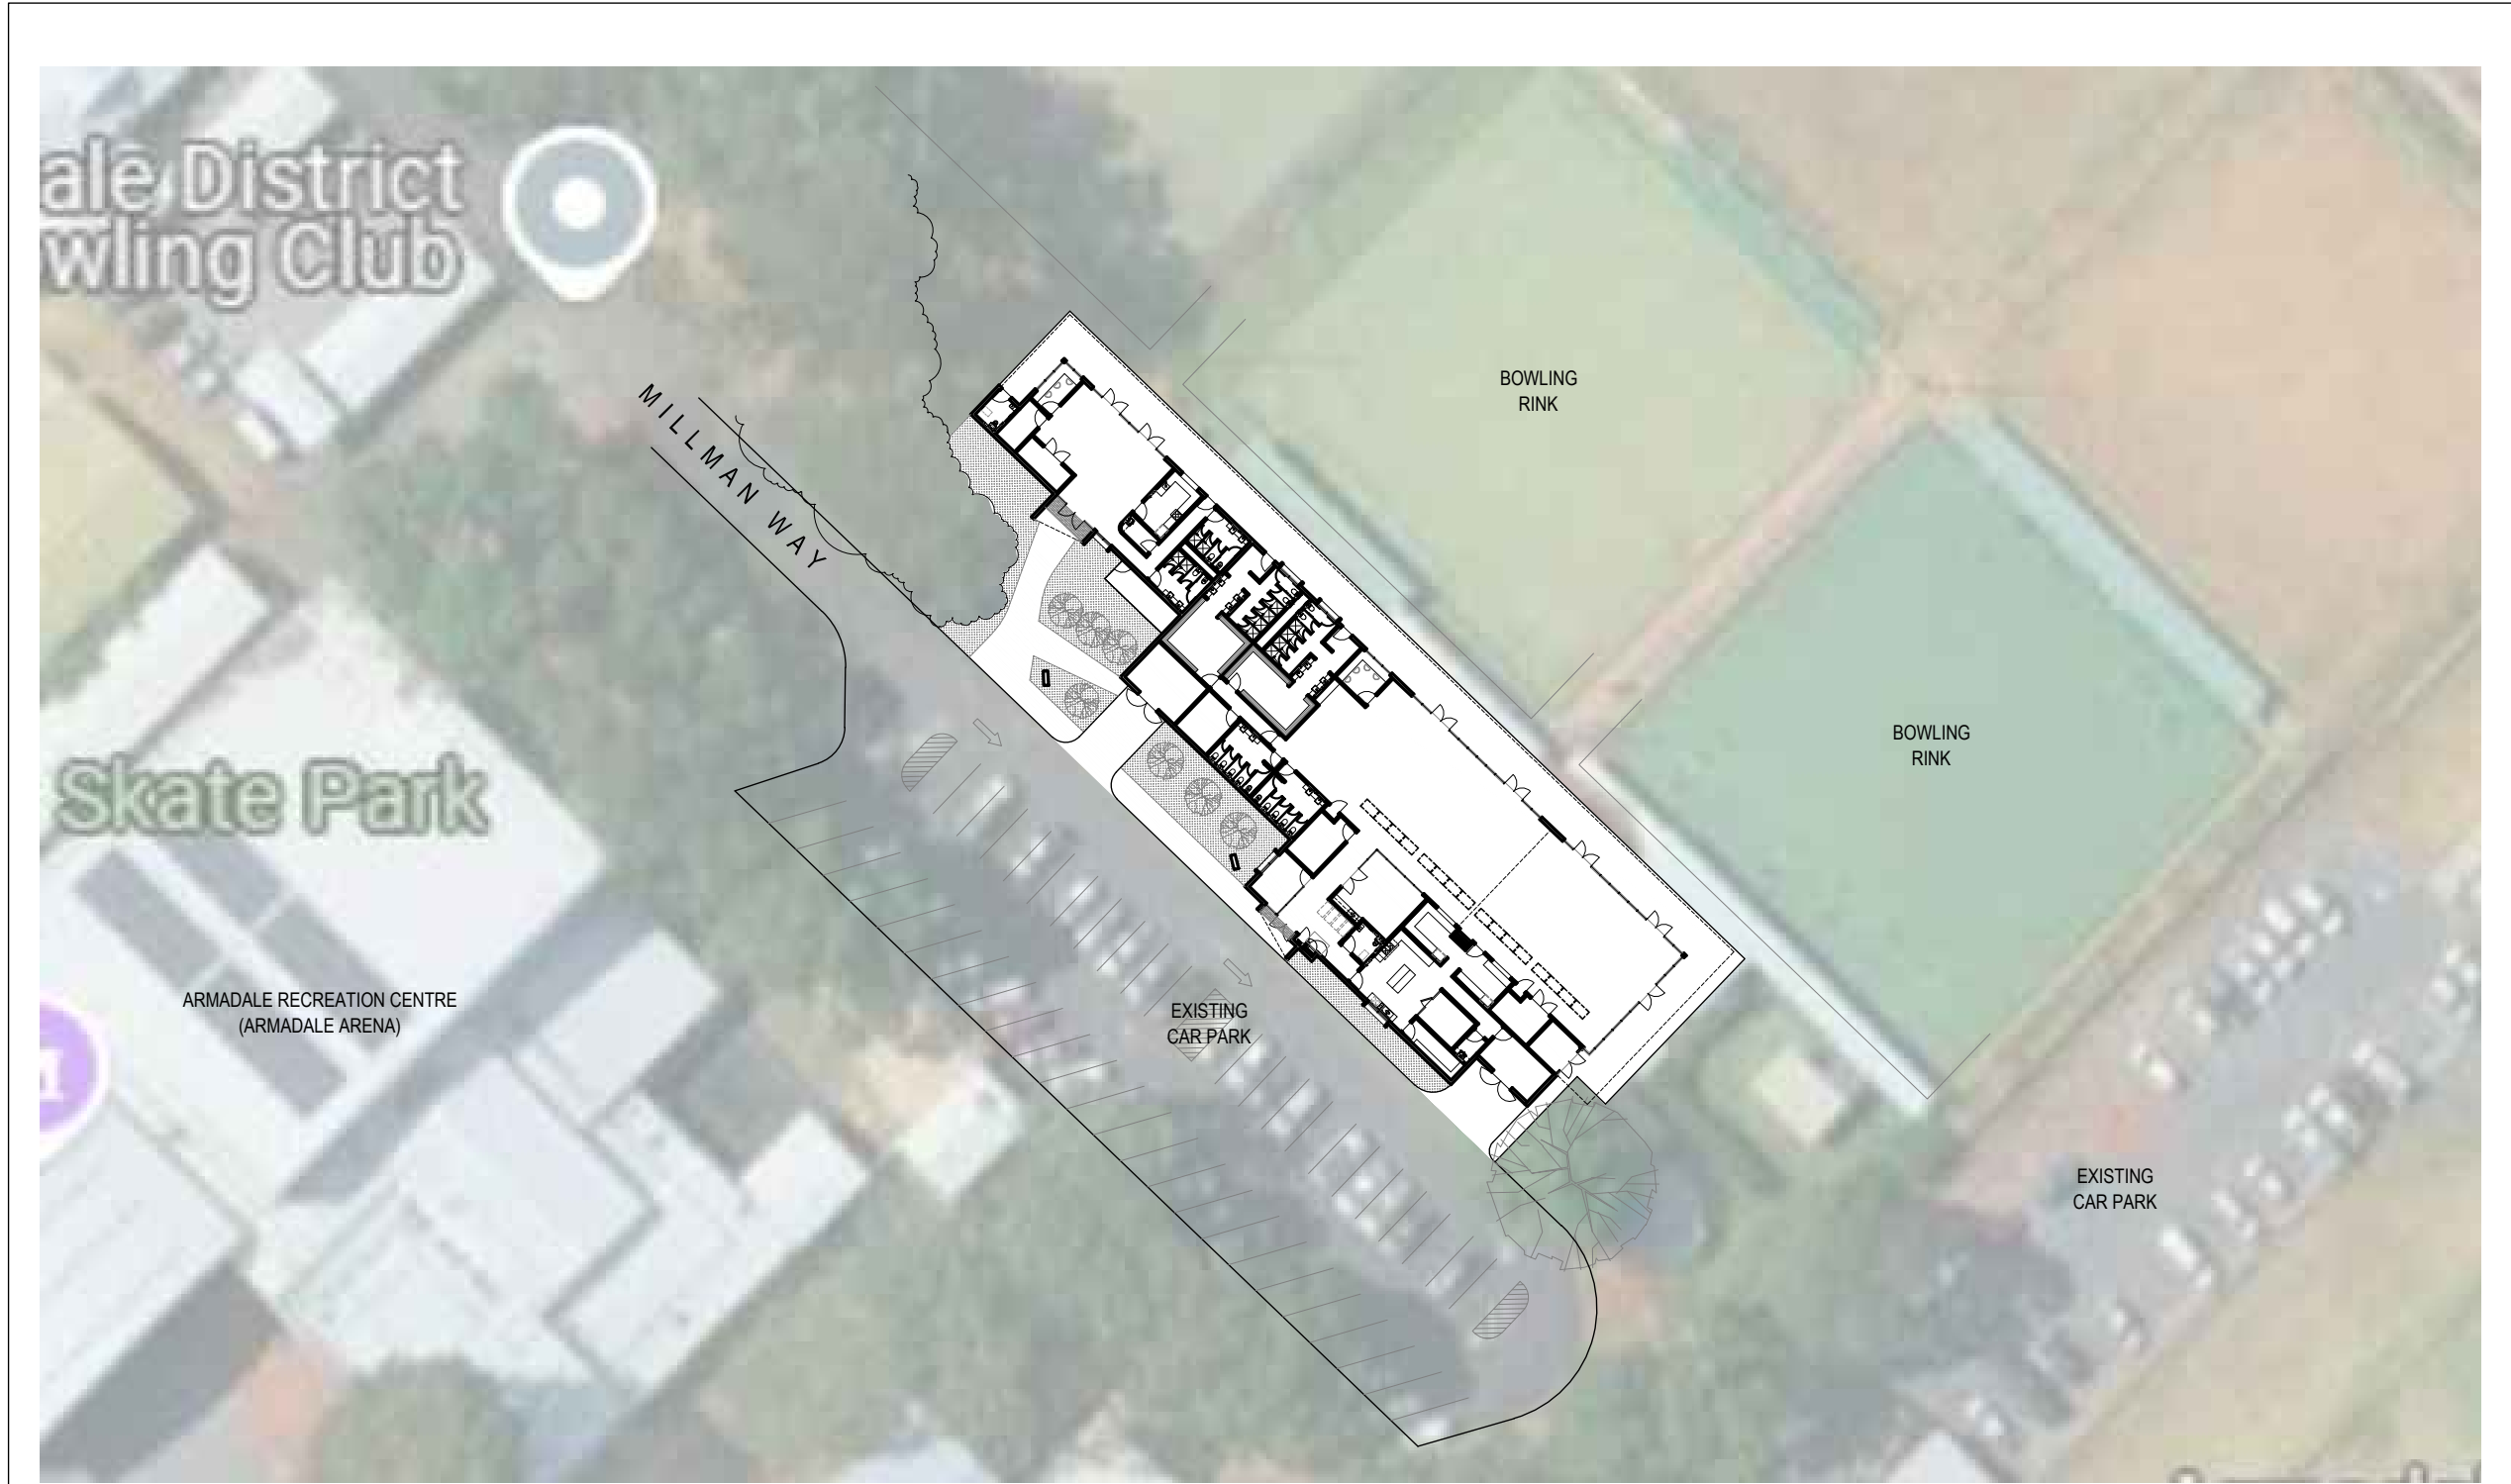 ale District
wling Club
MILLMAN WAY
BOWLING
RINK
BOWLING
RINK
Skate Park
ARMADALE RECREATION CENTRE
(ARMADALE ARENA)
EXISTING
CAR PARK
EXISTING
CAR PARK